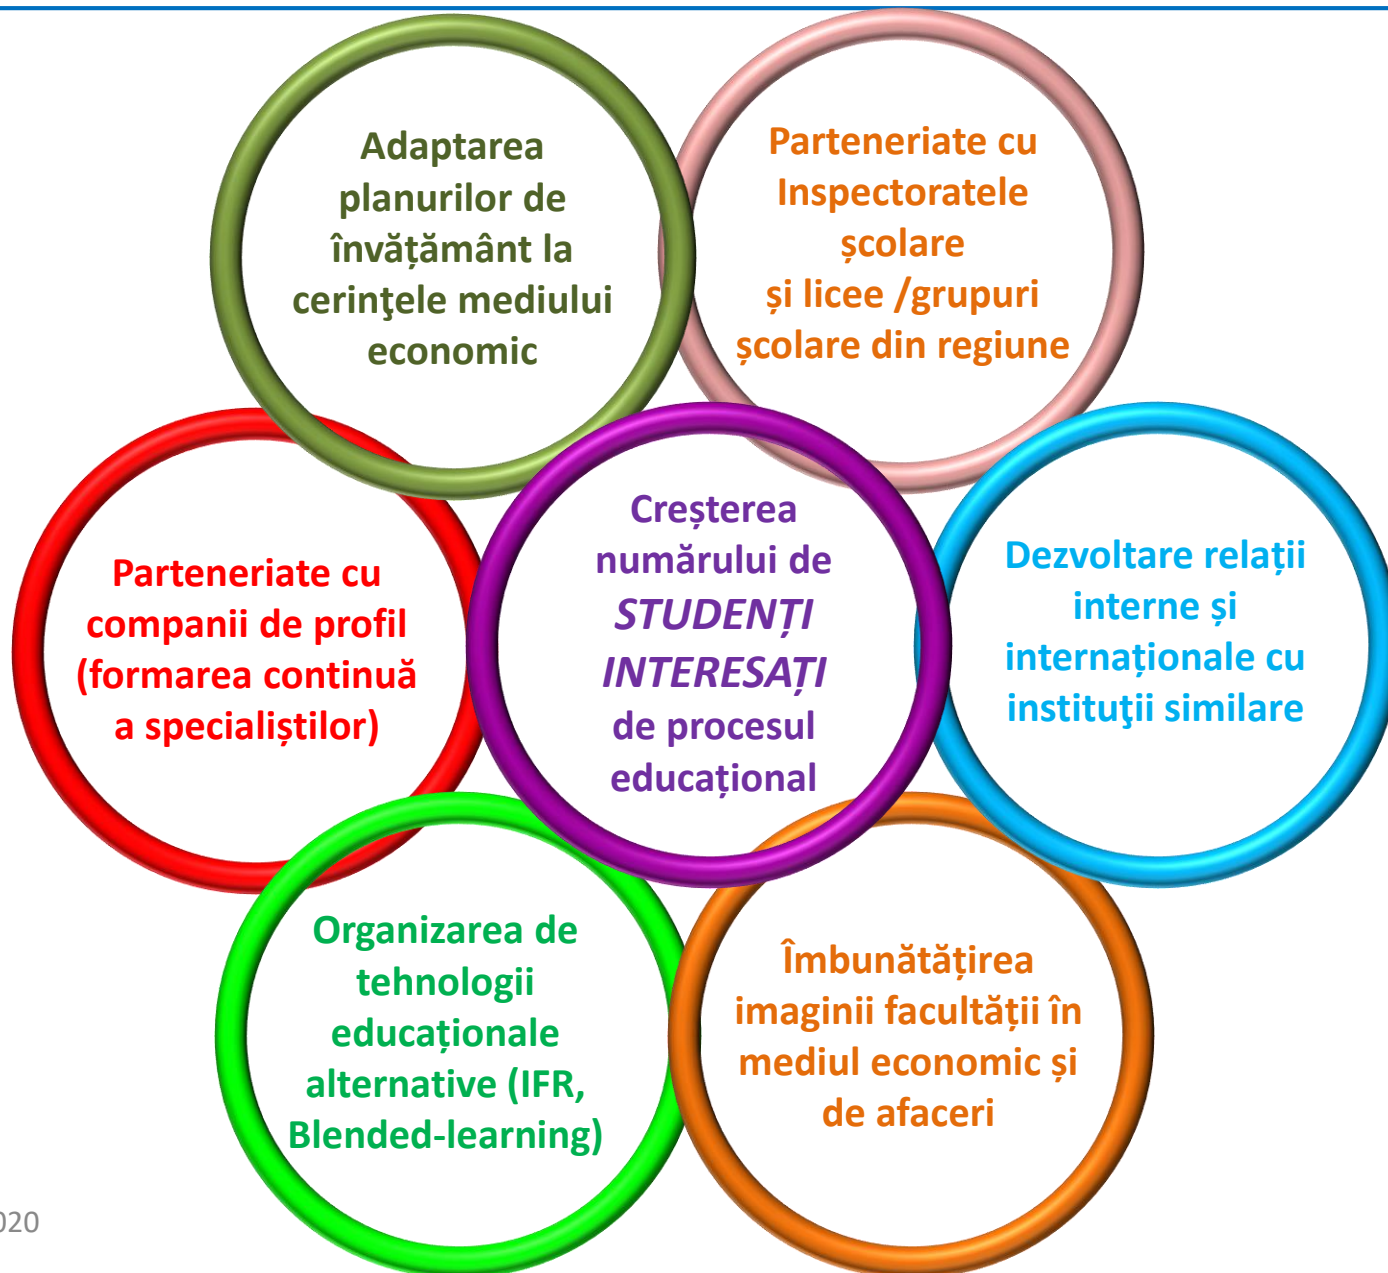 Adaptarea
planurilor de
învățământ la
cerinţele mediului
economic
Parteneriate cu
Inspectoratele
școlare
și licee /grupuri
școlare din regiune
Parteneriate cu
companii de profil
(formarea continuă
a specialiștilor)
Creșterea
numărului de
STUDENȚI
INTERESAȚI
de procesul
educațional
Dezvoltare relații
interne și
internaționale cu
instituţii similare
Organizarea de
tehnologii
educaționale
alternative (IFR,
Blended-learning)
Îmbunătățirea
imaginii facultății în
mediul economic și
de afaceri
020